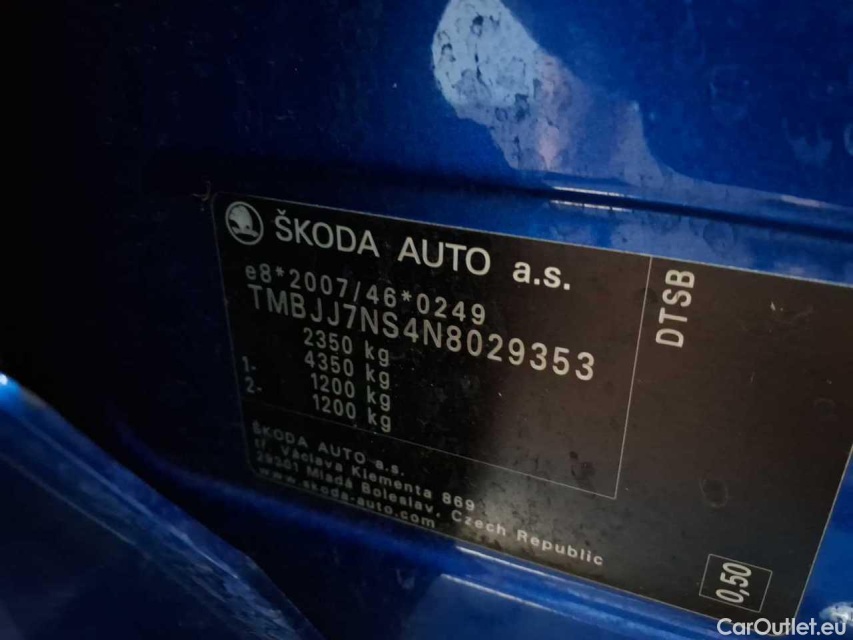 ŠKODA AUTO a.s.
e8*2007/46*0249
TMBJJ7NS4N8029353
2350 kg
4350 kg
1- 1200 kg
2- 1200 kg
ŠKODA AUTO a.s.
tř. Václava Klementa 869
29301 Mladá Boleslav, Czech Republic
www.skoda-auto.com
DTSB
0,50
CarOutlet.eu